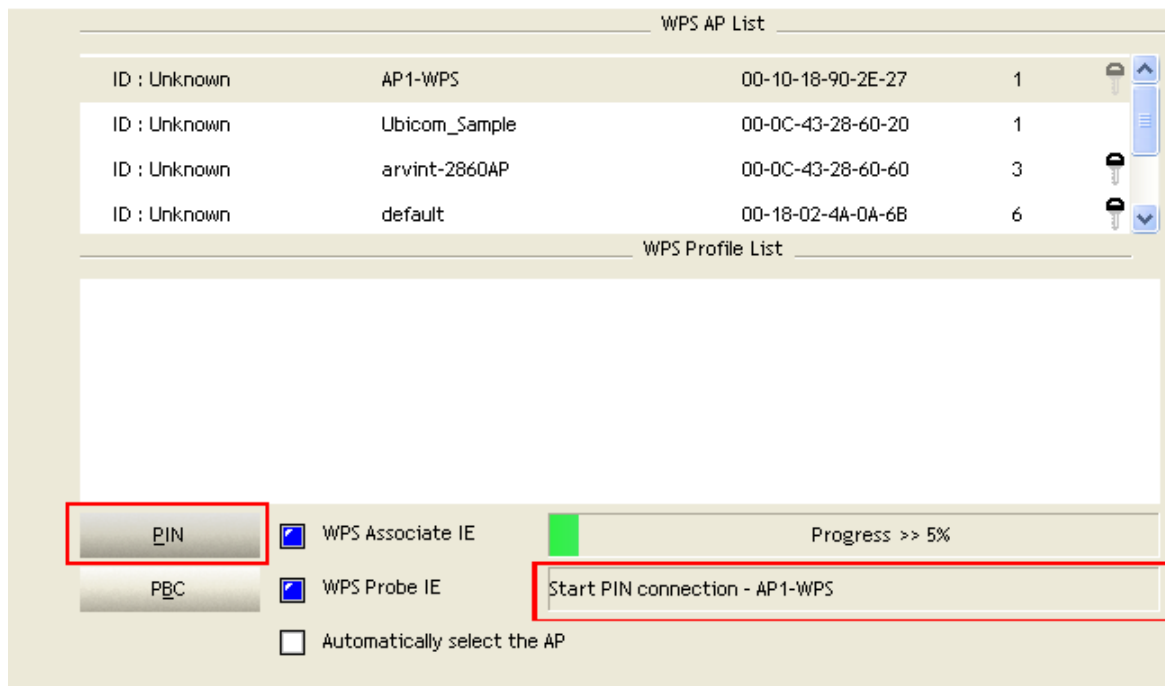 WPS AP List
ID : Unknown AP1-WPS 00-10-18-90-2E-27 1
ID : Unknown Ubicom_Sample 00-0C-43-28-60-20 1
ID : Unknown arvint-2860AP 00-0C-43-28-60-60 3
ID : Unknown default 00-18-02-4A-0A-6B 6
WPS Profile List
PIN WPS Associate IE Progress >> 5%
PBC WPS Probe IE Start PIN connection - AP1-WPS
Automatically select the AP